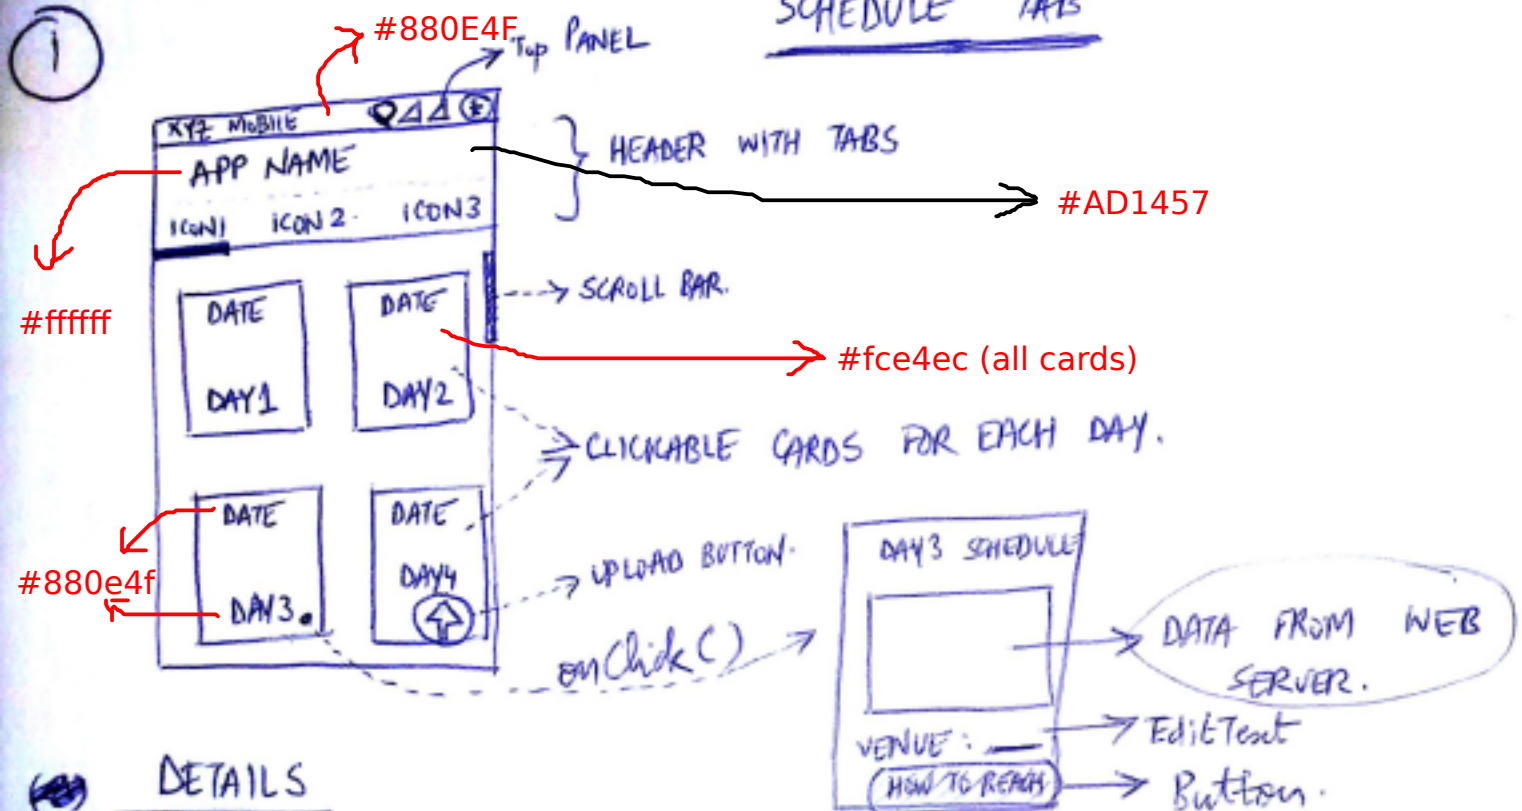 1
SCHEDULE TABS
#880E4F
Top PANEL
XYZ MOBILE
APP NAME
ICON1 ICON 2. ICON3
HEADER WITH TABS
#AD1457
#ffffff
DATE
DAY1
DATE
DAY2
SCROLL BAR.
#fce4ec (all cards)
CLICKABLE CARDS FOR EACH DAY.
DATE
DAY3.
DATE
DAY4
#880e4f
UPLOAD BUTTON.
onClick()
DAY3 SCHEDULE
DATA FROM WEB
SERVER.
VENUE :
EditText
HOW TO REACH
Button.
DETAILS